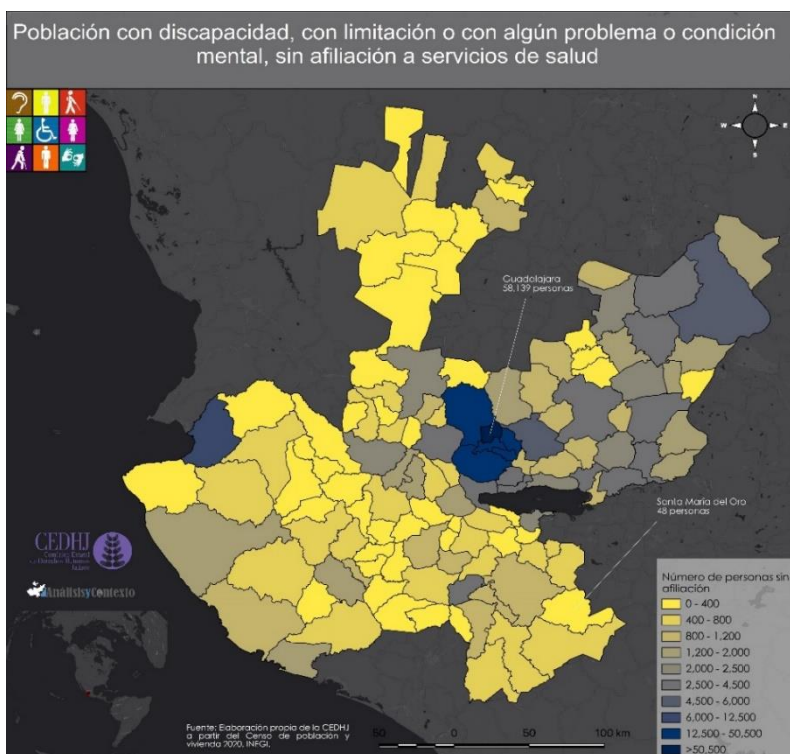 Población con discapacidad, con limitación o con algún problema o condición
mental, sin afiliación a servicios de salud
N
W
E
S
Guadalajara
58,139 personas
Santa María del Oro
48 personas
CEDHJ
AnálisisyContexto
Número de personas sin
afiliación
0 - 400
400 - 800
800 - 1,200
1,200 - 2,000
2,000 - 2,500
2,500 - 4,500
4,500 - 6,000
6,000 - 12,500
12,500 - 50,500
>50,500
Fuente: Elaboración propia de la CEDHJ
a partir del Censo de población y
vivienda 2020, INEGI.
50
0
50
100 km